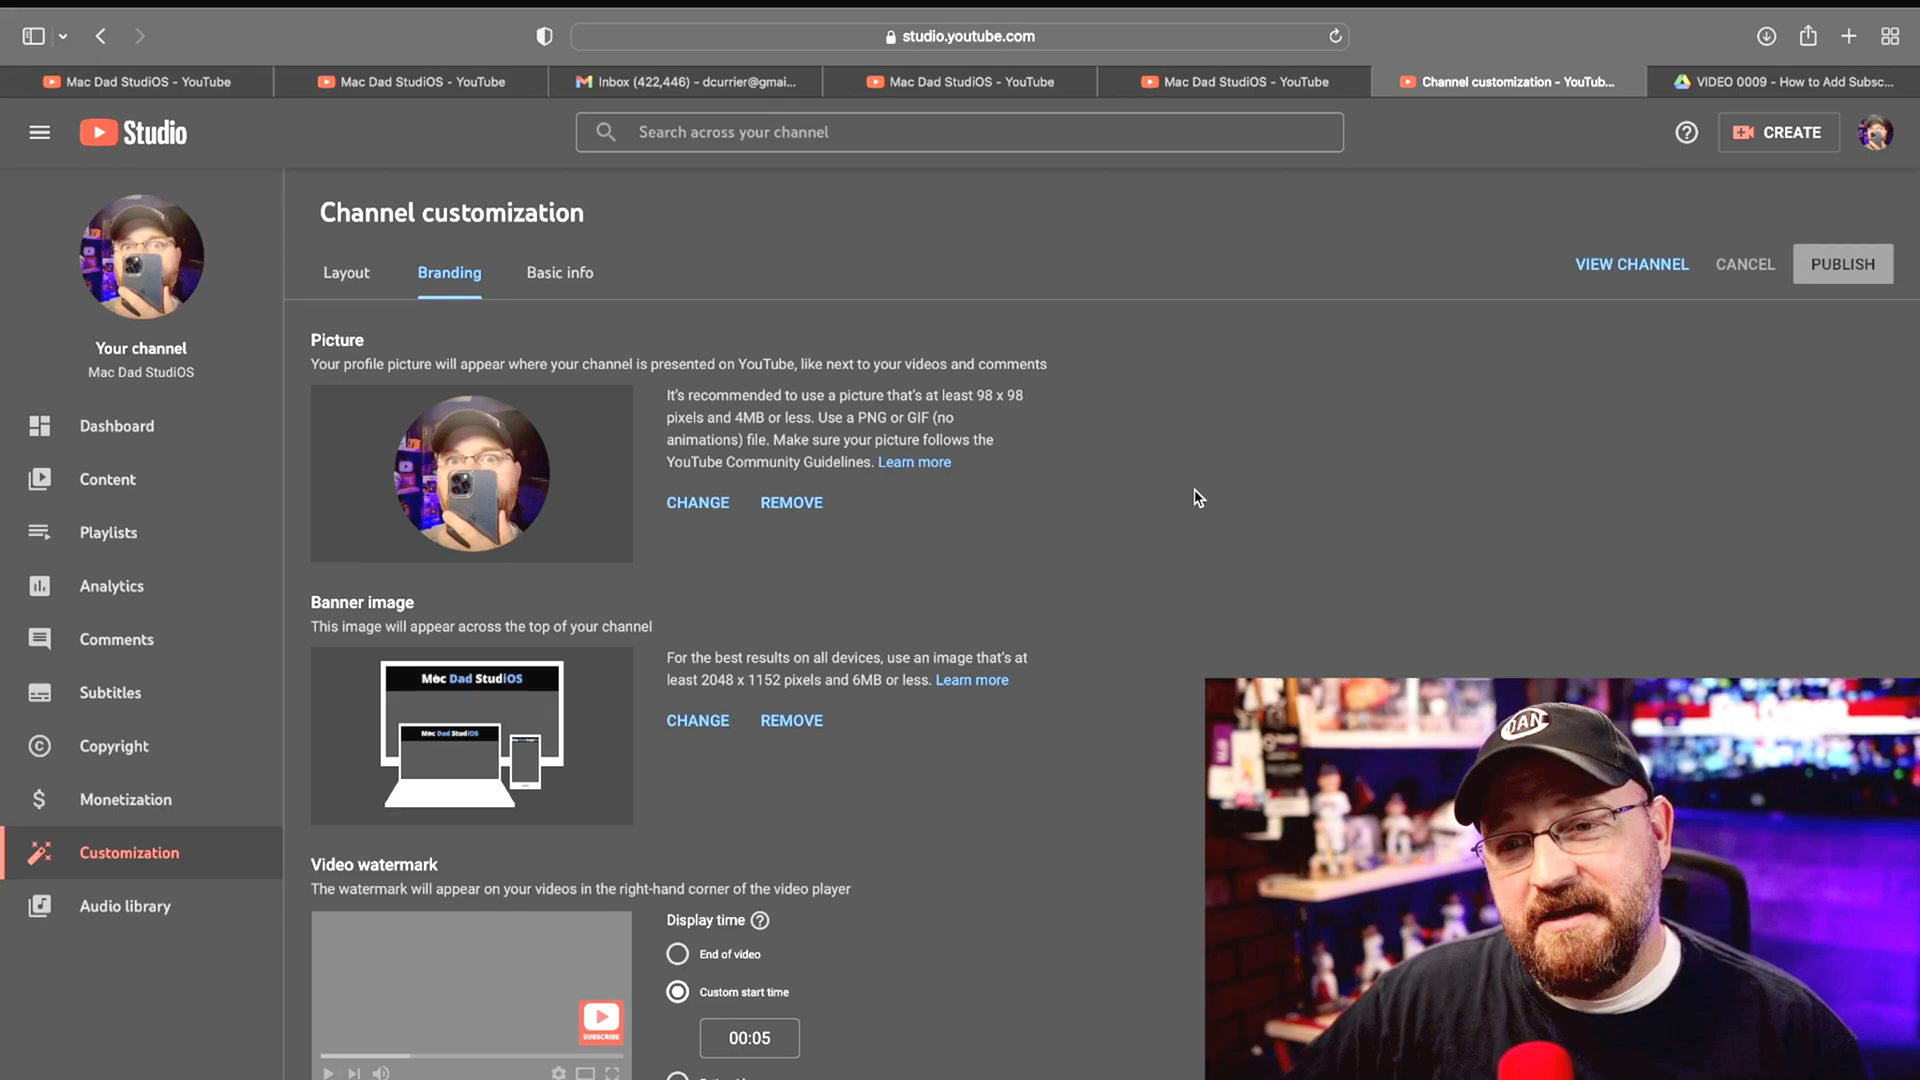 studio.youtube.com
Mac Dad StudiOS - YouTube
Mac Dad StudiOS - YouTube
Inbox (422,446) - dcurrier@gmai...
Mac Dad StudiOS - YouTube
Mac Dad StudiOS - YouTube
Channel customization - YouTub...
VIDEO 0009 - How to Add Subsc...
Studio
Search across your channel
CREATE
Your channel
Mac Dad StudiOS
Dashboard
Content
Playlists
Analytics
Comments
Subtitles
Copyright
Monetization
Customization
Audio library
Channel customization
Layout
Branding
Basic info
VIEW CHANNEL
CANCEL
PUBLISH
Picture
Your profile picture will appear where your channel is presented on YouTube, like next to your videos and comments
It's recommended to use a picture that's at least 98 x 98
pixels and 4MB or less. Use a PNG or GIF (no
animations) file. Make sure your picture follows the
YouTube Community Guidelines. Learn more
CHANGE
REMOVE
Banner image
This image will appear across the top of your channel
Mac Dad StudiOS
Mac Dad StudiOS
For the best results on all devices, use an image that's at
least 2048 x 1152 pixels and 6MB or less. Learn more
CHANGE
REMOVE
Video watermark
The watermark will appear on your videos in the right-hand corner of the video player
SUBSCRIBE
Display time
End of video
Custom start time
00:05
DAN